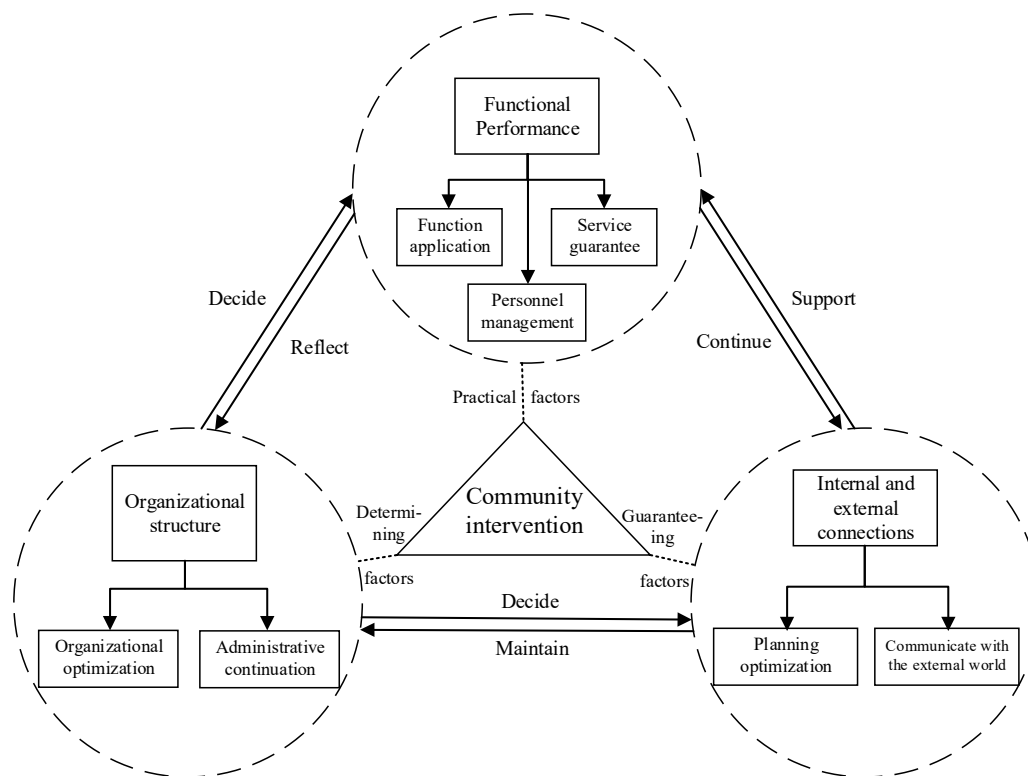 Functional
Performance
Function
application
Service
guarantee
Personnel
management
Decide
Reflect
Support
Continue
Practical factors
Organizational
structure
Determi-
ning
factors
Community
intervention
Guarantee-
ing
factors
Internal and
external
connections
Decide
Maintain
Organizational
optimization
Administrative
continuation
Planning
optimization
Communicate with
the external world